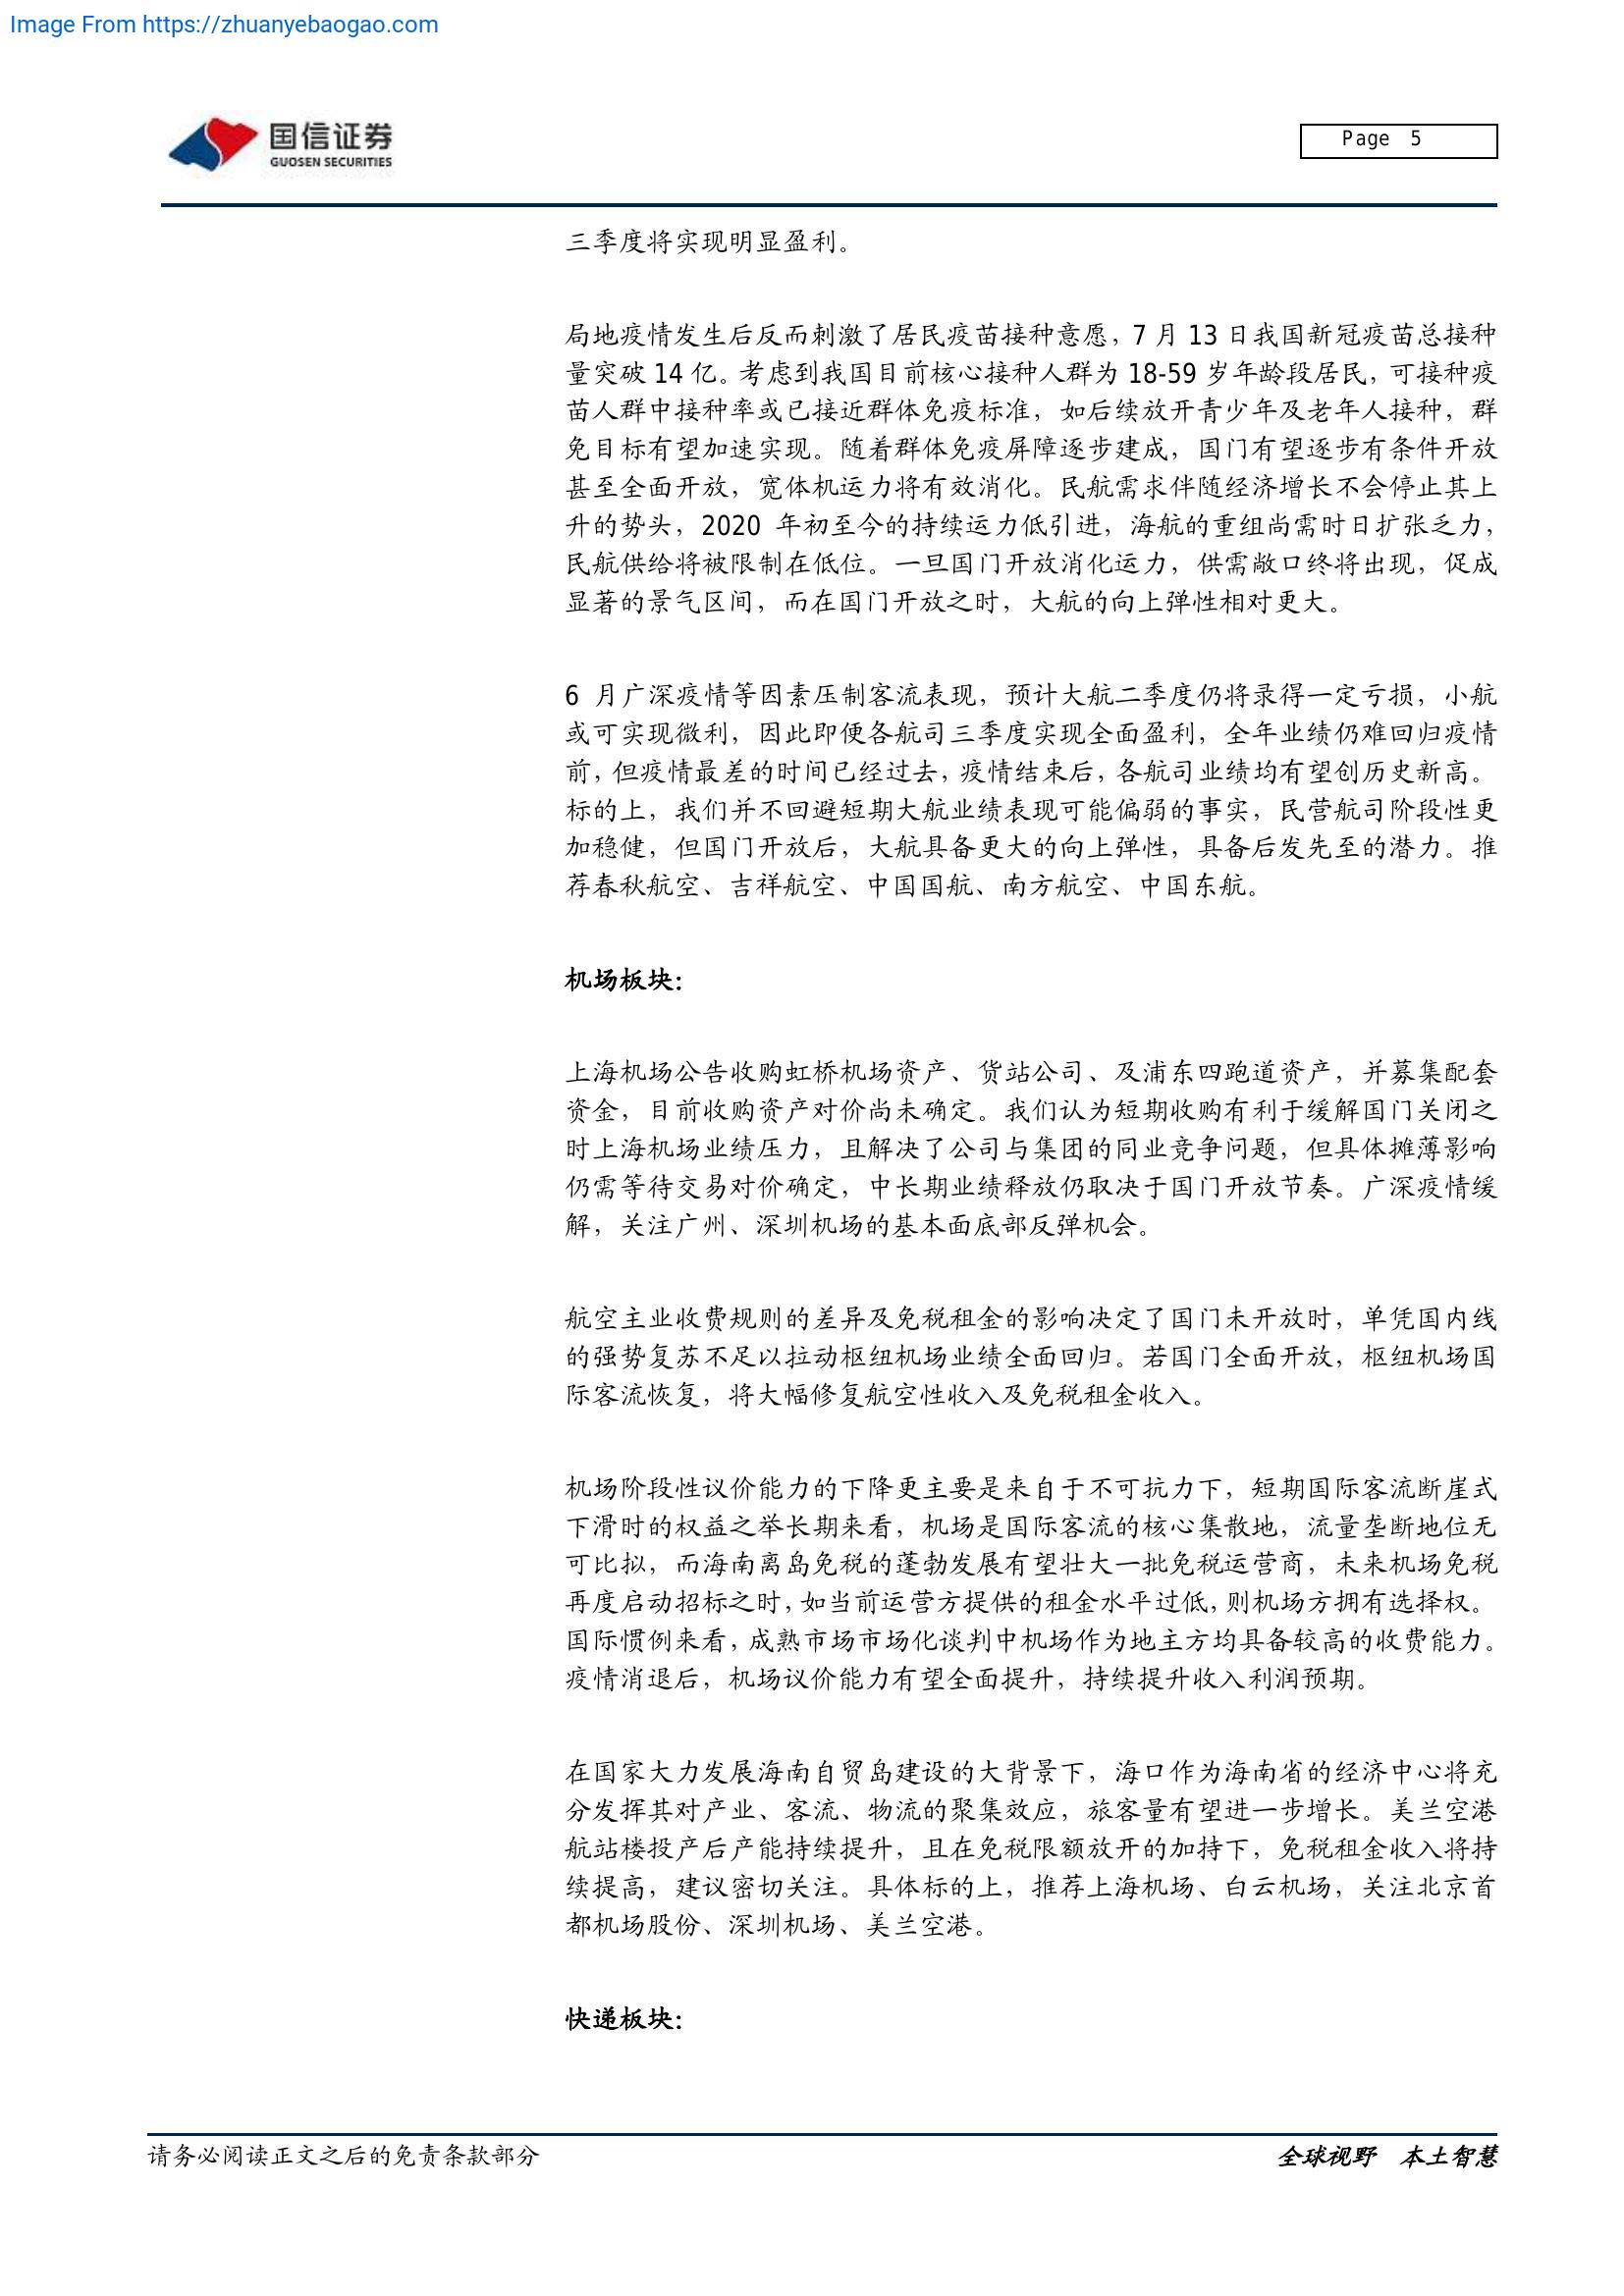 Image From https://zhuanyebaogao.com
国信证券
GUOSEN SECURITIES
Page 5
三季度将实现明显盈利。
局地疫情发生后反而刺激了居民疫苗接种意愿，7 月 13 日我国新冠疫苗总接种
量突破 14 亿。考虑到我国目前核心接种人群为 18-59 岁年龄段居民，可接种疫
苗人群中接种率或已接近群体免疫标准，如后续放开青少年及老年人接种，群
免目标有望加速实现。随着群体免疫屏障逐步建成，国门有望逐步有条件开放
甚至全面开放，宽体机运力将有效消化。民航需求伴随经济增长不会停止其上
升的势头，2020 年初至今的持续运力低引进，海航的重组尚需时日扩张乏力，
民航供给将被限制在低位。一旦国门开放消化运力，供需敞口终将出现，促成
显著的景气区间，而在国门开放之时，大航的向上弹性相对更大。
6 月广深疫情等因素压制客流表现，预计大航二季度仍将录得一定亏损，小航
或可实现微利，因此即便各航司三季度实现全面盈利，全年业绩仍难回归疫情
前，但疫情最差的时间已经过去，疫情结束后，各航司业绩均有望创历史新高。
标的上，我们并不回避短期大航业绩表现可能偏弱的事实，民营航司阶段性更
加稳健，但国门开放后，大航具备更大的向上弹性，具备后发先至的潜力。推
荐春秋航空、吉祥航空、中国国航、南方航空、中国东航。
机场板块：
上海机场公告收购虹桥机场资产、货站公司、及浦东四跑道资产，并募集配套
资金，目前收购资产对价尚未确定。我们认为短期收购有利于缓解国门关闭之
时上海机场业绩压力，且解决了公司与集团的同业竞争问题，但具体摊薄影响
仍需等待交易对价确定，中长期业绩释放仍取决于国门开放节奏。广深疫情缓
解，关注广州、深圳机场的基本面底部反弹机会。
航空主业收费规则的差异及免税租金的影响决定了国门未开放时，单凭国内线
的强势复苏不足以拉动枢纽机场业绩全面回归。若国门全面开放，枢纽机场国
际客流恢复，将大幅修复航空性收入及免税租金收入。
机场阶段性议价能力的下降更主要是来自于不可抗力下，短期国际客流断崖式
下滑时的权益之举长期来看，机场是国际客流的核心集散地，流量垄断地位无
可比拟，而海南离岛免税的蓬勃发展有望壮大一批免税运营商，未来机场免税
再度启动招标之时，如当前运营方提供的租金水平过低，则机场方拥有选择权。
国际惯例来看，成熟市场市场化谈判中机场作为地主方均具备较高的收费能力。
疫情消退后，机场议价能力有望全面提升，持续提升收入利润预期。
在国家大力发展海南自贸岛建设的大背景下，海口作为海南省的经济中心将充
分发挥其对产业、客流、物流的聚集效应，旅客量有望进一步增长。美兰空港
航站楼投产后产能持续提升，且在免税限额放开的加持下，免税租金收入将持
续提高，建议密切关注。具体标的上，推荐上海机场、白云机场，关注北京首
都机场股份、深圳机场、美兰空港。
快递板块：
请务必阅读正文之后的免责条款部分
全球视野 本土智慧